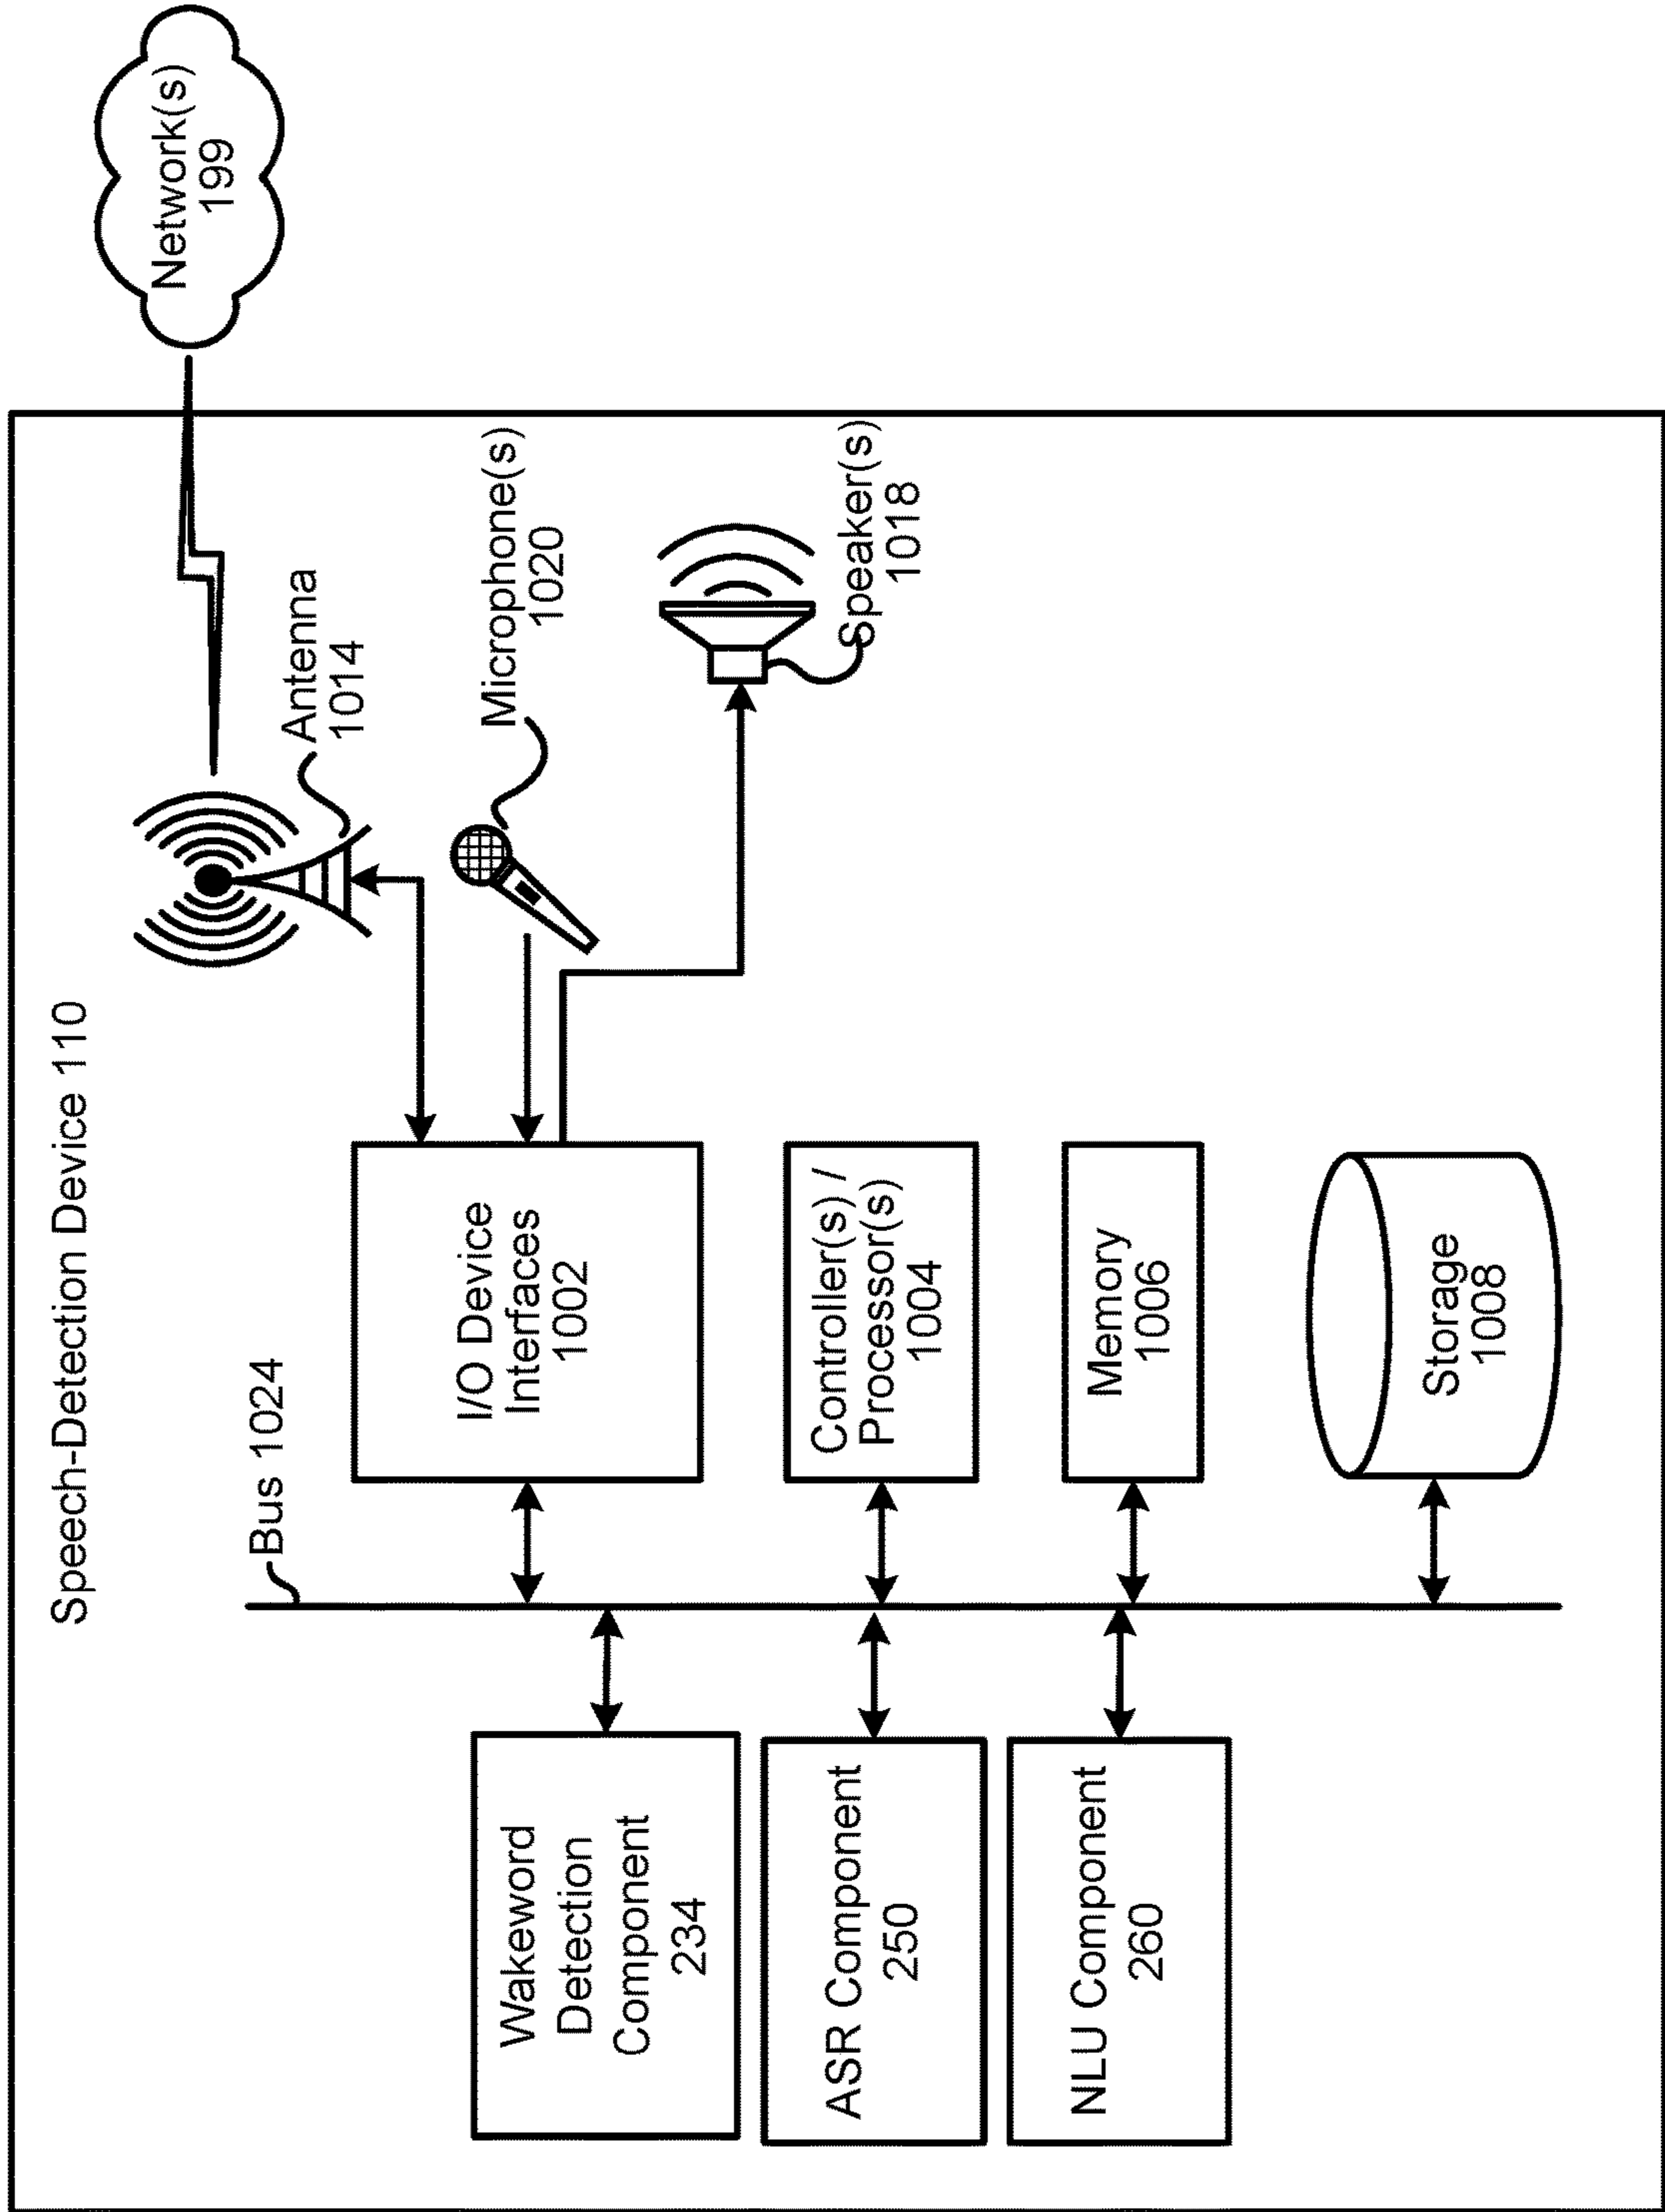 Speech-Detection Device 110
Network(s)
199
Bus 1024
Antenna
1014
Wakeword
Detection
Component
234
I/O Device
Interfaces
1002
Microphone(s)
1020
ASR Component
250
Controller(s) /
Processor(s)
1004
Speaker(s)
1018
NLU Component
260
Memory
1006
Storage
1008